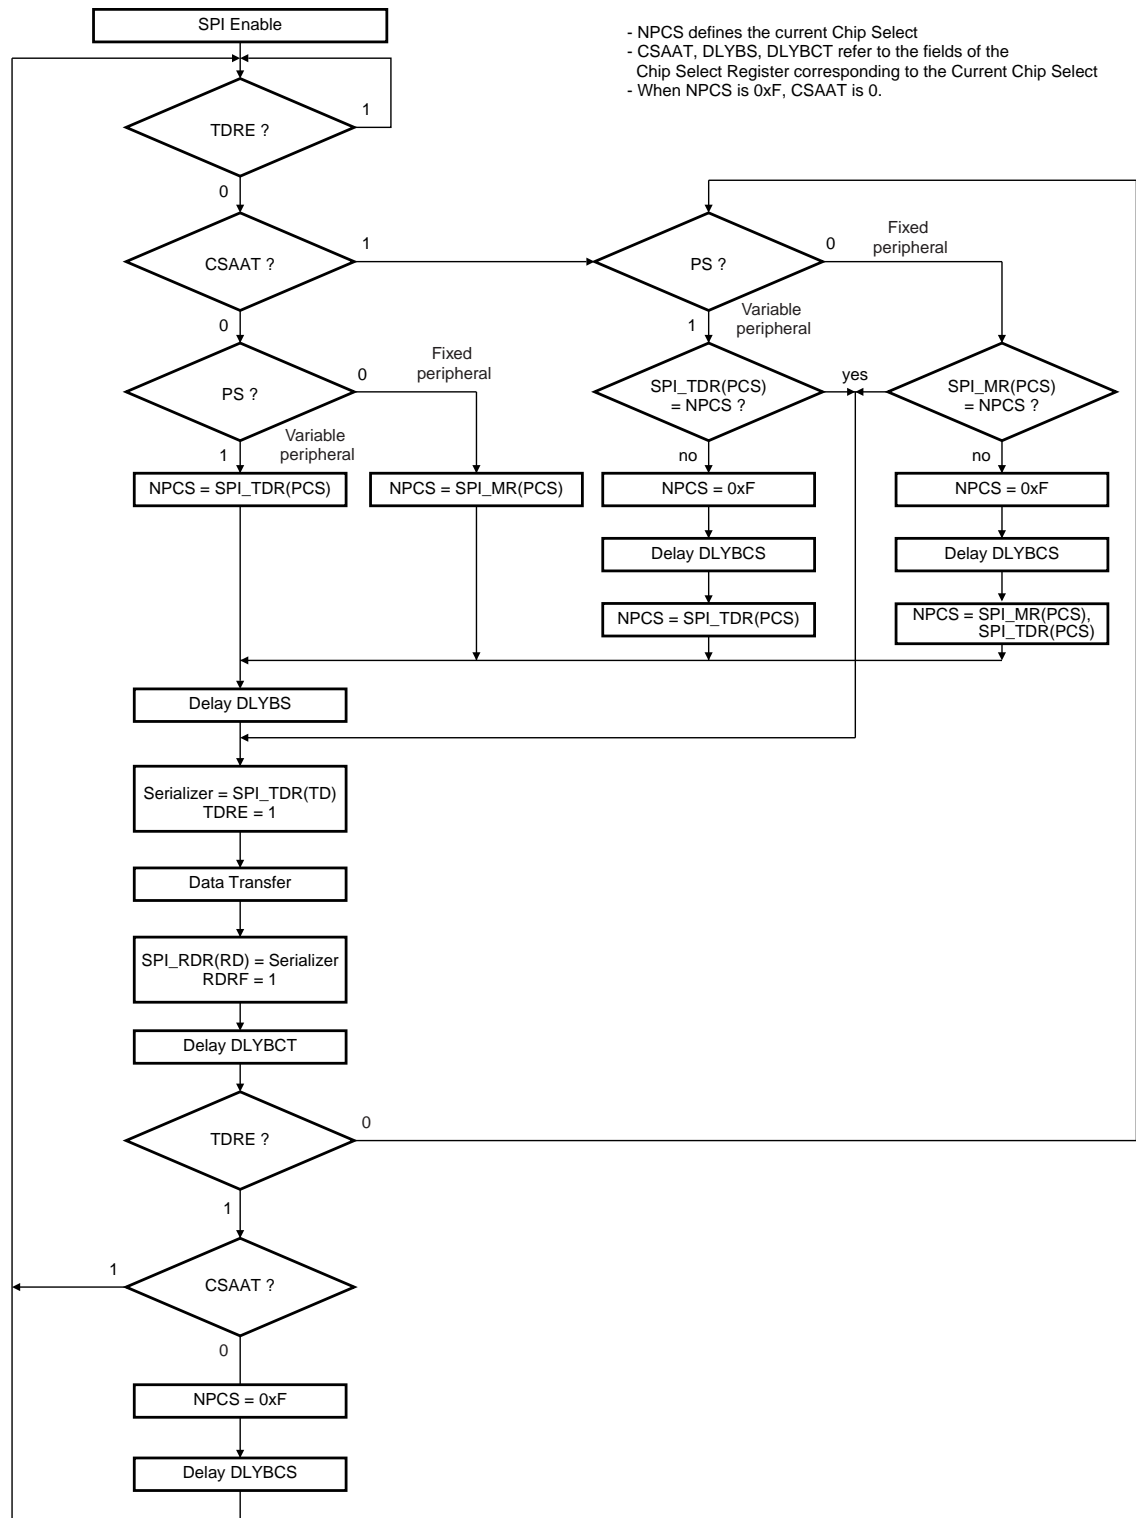 SPI Enable
- NPCS defines the current Chip Select
- CSAAT, DLYBS, DLYBCT refer to the fields of the
Chip Select Register corresponding to the Current Chip Select
- When NPCS is 0xF, CSAAT is 0.
1
TDRE ?
0
CSAAT ?
1
PS ?
0
Fixed
peripheral
0
1
Variable
peripheral
PS ?
0
Fixed
peripheral
SPI_TDR(PCS)
= NPCS ?
yes
SPI_MR(PCS)
= NPCS ?
1
Variable
peripheral
no
no
NPCS = SPI_TDR(PCS)
NPCS = SPI_MR(PCS)
NPCS = 0xF
NPCS = 0xF
Delay DLYBCS
Delay DLYBCS
NPCS = SPI_TDR(PCS)
NPCS = SPI_MR(PCS),
SPI_TDR(PCS)
Delay DLYBS
Serializer = SPI_TDR(TD)
TDRE = 1
Data Transfer
SPI_RDR(RD) = Serializer
RDRF = 1
Delay DLYBCT
TDRE ?
0
1
CSAAT ?
1
0
NPCS = 0xF
Delay DLYBCS